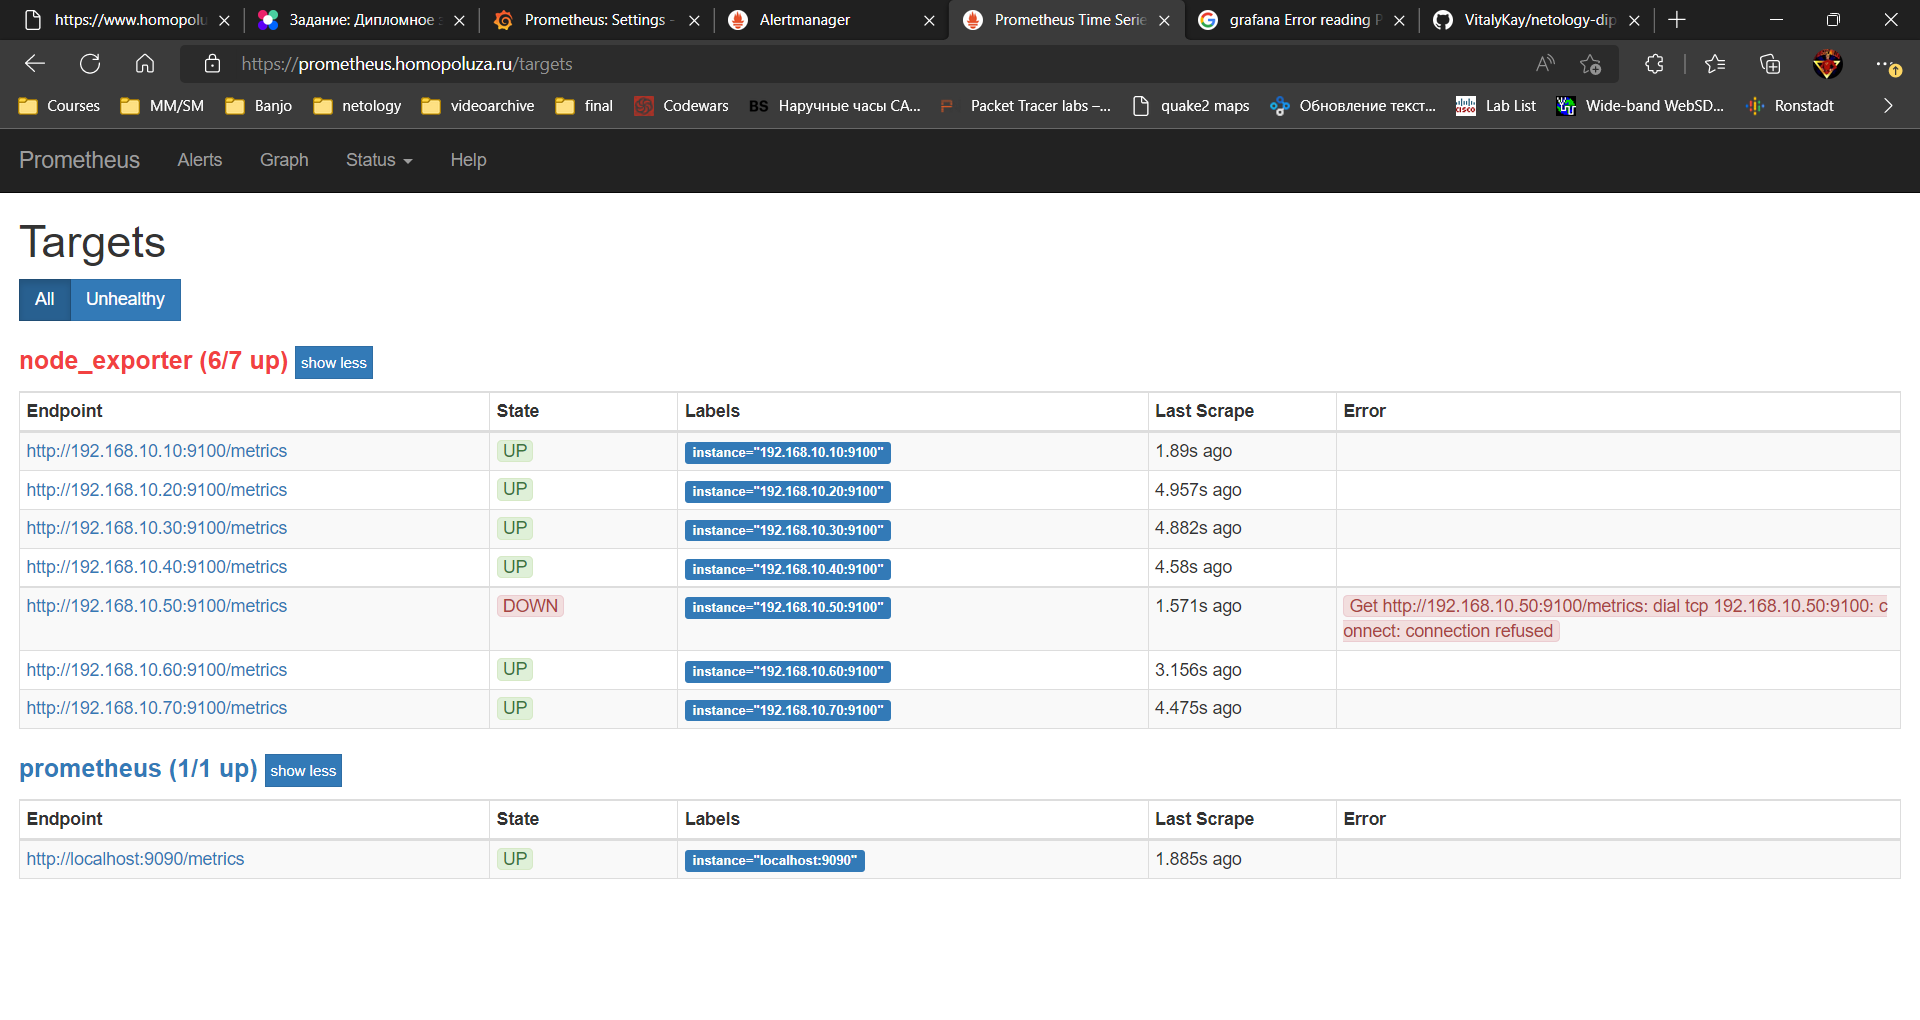 https://www.homopolu
Задание: Дипломное
Prometheus: Settings -
Alertmanager
Prometheus Time Serie
grafana Error reading P
VitalyKay/netology-dip
https://prometheus.homopoluza.ru/targets
Courses
MM/SM
Banjo
netology
videoarchive
final
Codewars
BS Наручные часы CA...
Packet Tracer labs –...
quake2 maps
Обновление текст...
Lab List
Wide-band WebSD...
Ronstadt
Prometheus Alerts Graph Status Help
Targets
All Unhealthy
node_exporter (6/7 up) show less
Endpoint State Labels Last Scrape Error
http://192.168.10.10:9100/metrics UP instance="192.168.10.10:9100" 1.89s ago
http://192.168.10.20:9100/metrics UP instance="192.168.10.20:9100" 4.957s ago
http://192.168.10.30:9100/metrics UP instance="192.168.10.30:9100" 4.882s ago
http://192.168.10.40:9100/metrics UP instance="192.168.10.40:9100" 4.58s ago
http://192.168.10.50:9100/metrics DOWN instance="192.168.10.50:9100" 1.571s ago Get http://192.168.10.50:9100/metrics: dial tcp 192.168.10.50:9100: c
onnect: connection refused
http://192.168.10.60:9100/metrics UP instance="192.168.10.60:9100" 3.156s ago
http://192.168.10.70:9100/metrics UP instance="192.168.10.70:9100" 4.475s ago
prometheus (1/1 up) show less
Endpoint State Labels Last Scrape Error
http://localhost:9090/metrics UP instance="localhost:9090" 1.885s ago